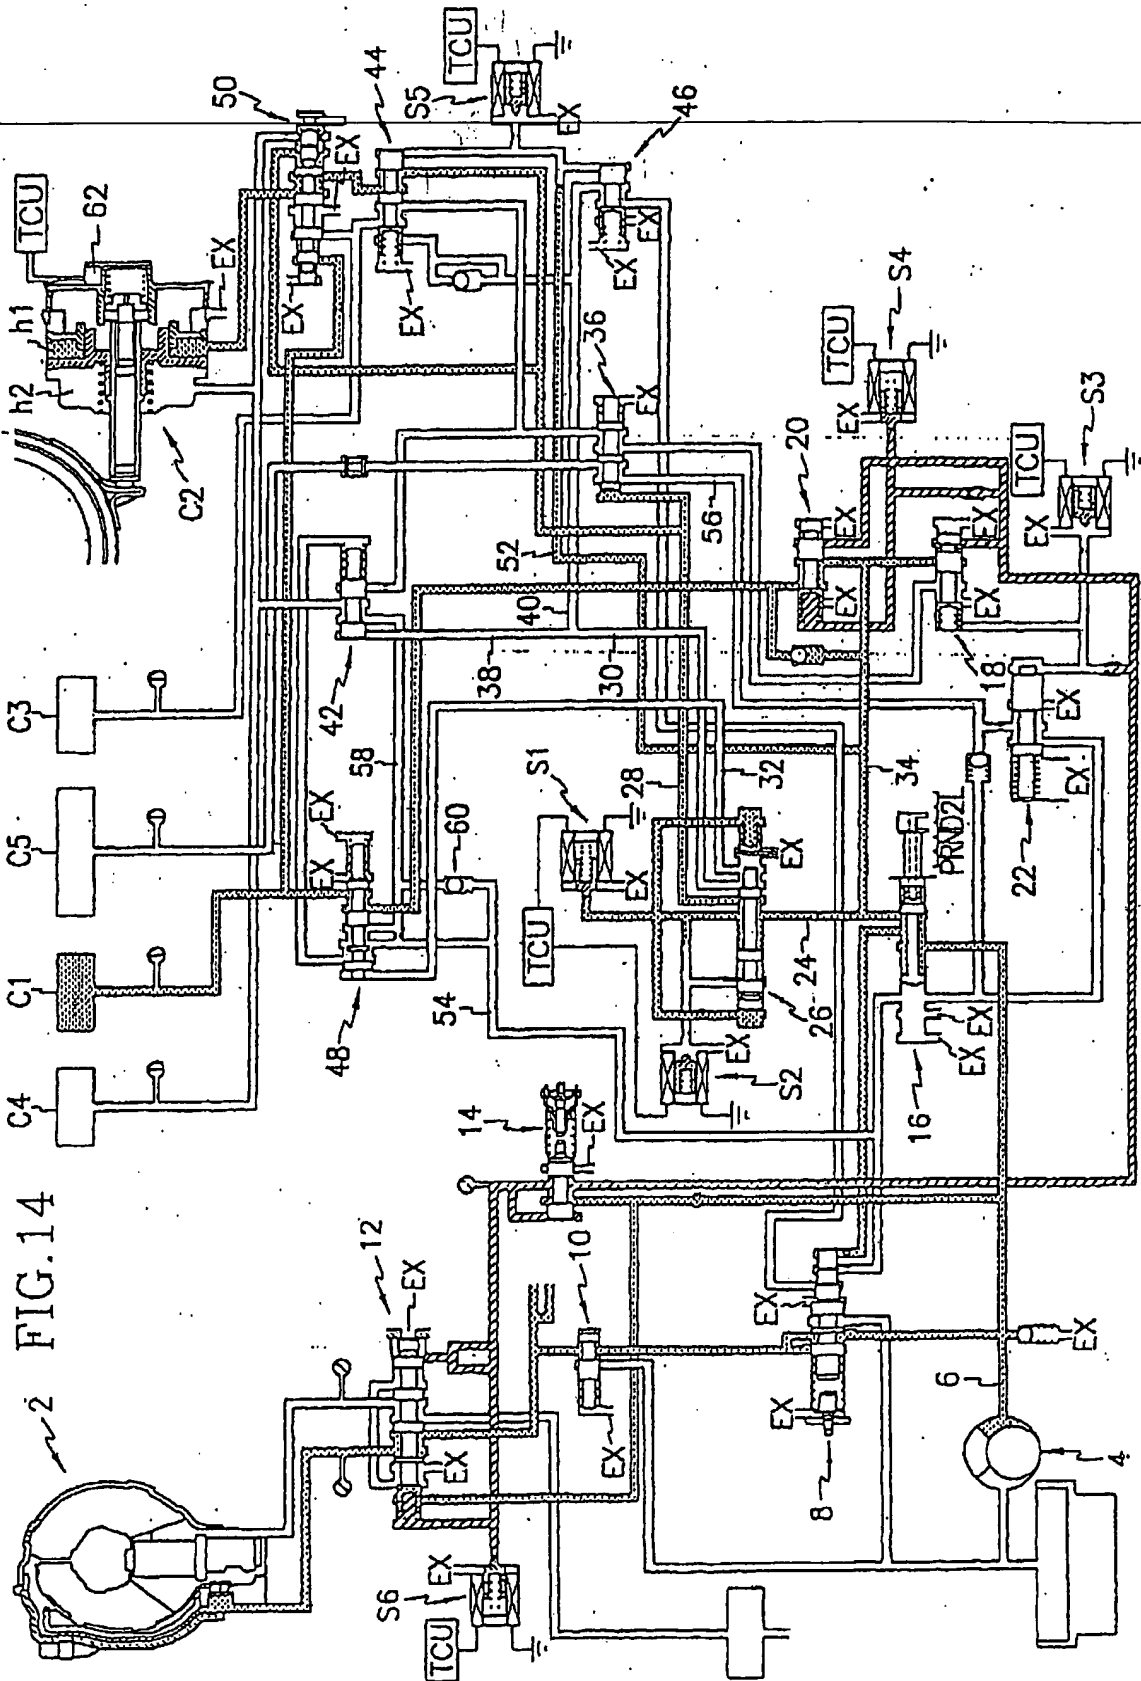 FIG.14
2
C4
C1
C5
C3
h2
h1
TCU
62
C2
EX
50
EX
EX
12
EX
S6
EX
TCU
EX
48
EX
EX
42
58
EX
44
S5
TCU
14
54
60
38
40
52
EX
10
EX
EX
TCU
S1
EX
28
30
36
EX
EX
EX
46
8
EX
EX
EX
S2
26
24
EX
32
56
20
EX
EX
TCU
EX
S4
6
16
EX
EX
PRND2L
34
18
EX
EX
TCU
4
EX
22
EX
EX
EX
S3